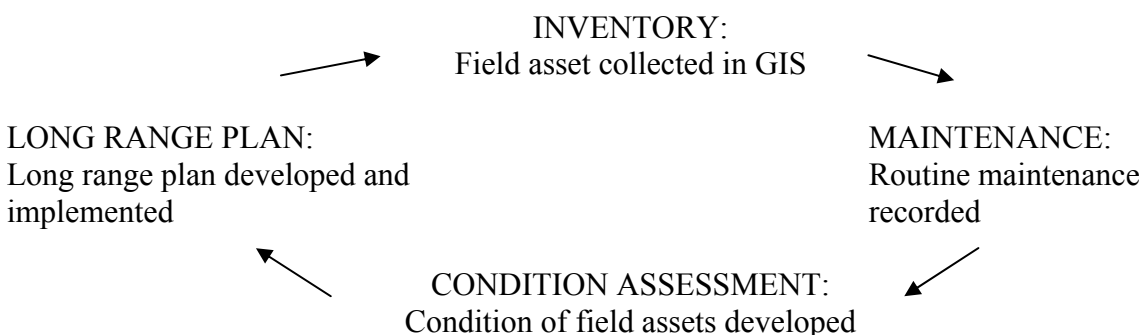 INVENTORY:
Field asset collected in GIS
LONG RANGE PLAN:
Long range plan developed and
implemented
MAINTENANCE:
Routine maintenance
recorded
CONDITION ASSESSMENT:
Condition of field assets developed